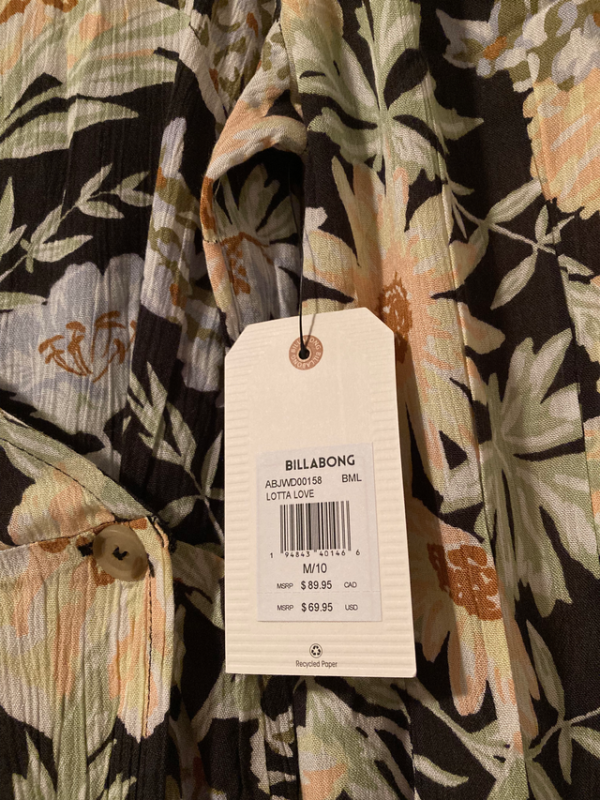 BILLABONG
ABJWD00158 BML
LOTTA LOVE
1 94843 40146 6
M/10
MSRP $89.95 CAD
MSRP $69.95 USD
Recycled Paper